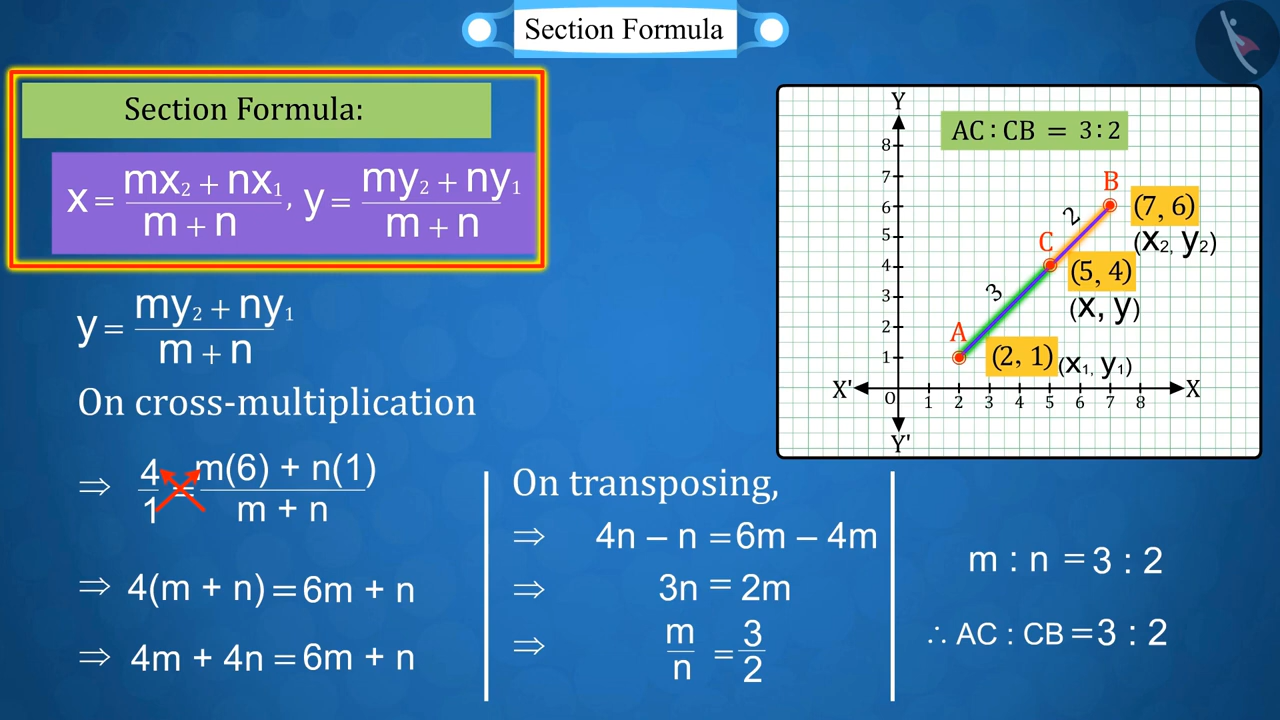 Section Formula
Section Formula:
x = (mx₂ + nx₁)/(m + n), y = (my₂ + ny₁)/(m + n)
y = (my₂ + ny₁)/(m + n)
On cross-multiplication
⇒ 4/1 = (m(6) + n(1))/(m + n)
⇒ 4(m + n) = 6m + n
⇒ 4m + 4n = 6m + n
On transposing,
⇒ 4n – n = 6m – 4m
⇒ 3n = 2m
⇒ m/n = 3/2
m : n = 3 : 2
∴ AC : CB = 3 : 2
Y
AC : CB = 3 : 2
8
7
6
5
4
3
2
1
B
(7, 6)
(x₂, y₂)
2
C
(5, 4)
(x, y)
3
A
(2, 1) (x₁, y₁)
X' X
O 1 2 3 4 5 6 7 8
Y'